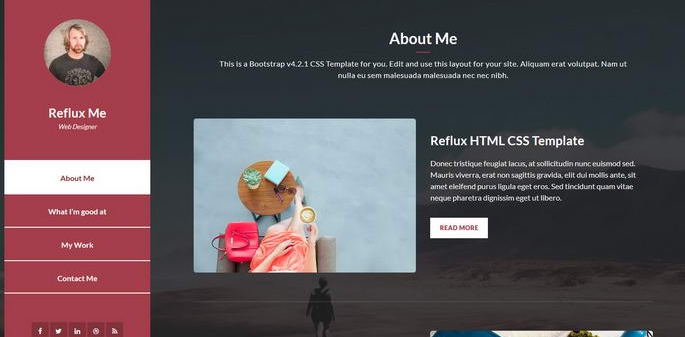 Reflux Me
Web Designer
About Me
What I'm good at
My Work
Contact Me
About Me
This is a Bootstrap v4.2.1 CSS Template for you. Edit and use this layout for your site. Aliquam erat volutpat. Nam ut
nulla eu sem malesuada malesuada nec nec nibh.
Reflux HTML CSS Template
Donec tristique feugiat lacus, at sollicitudin nunc euismod sed.
Mauris viverra, erat non sagittis gravida, elit dui mollis ante, sit
amet eleifend purus ligula eget eros. Sed tincidunt quam vitae
neque pharetra dignissim eget ut libero.
READ MORE